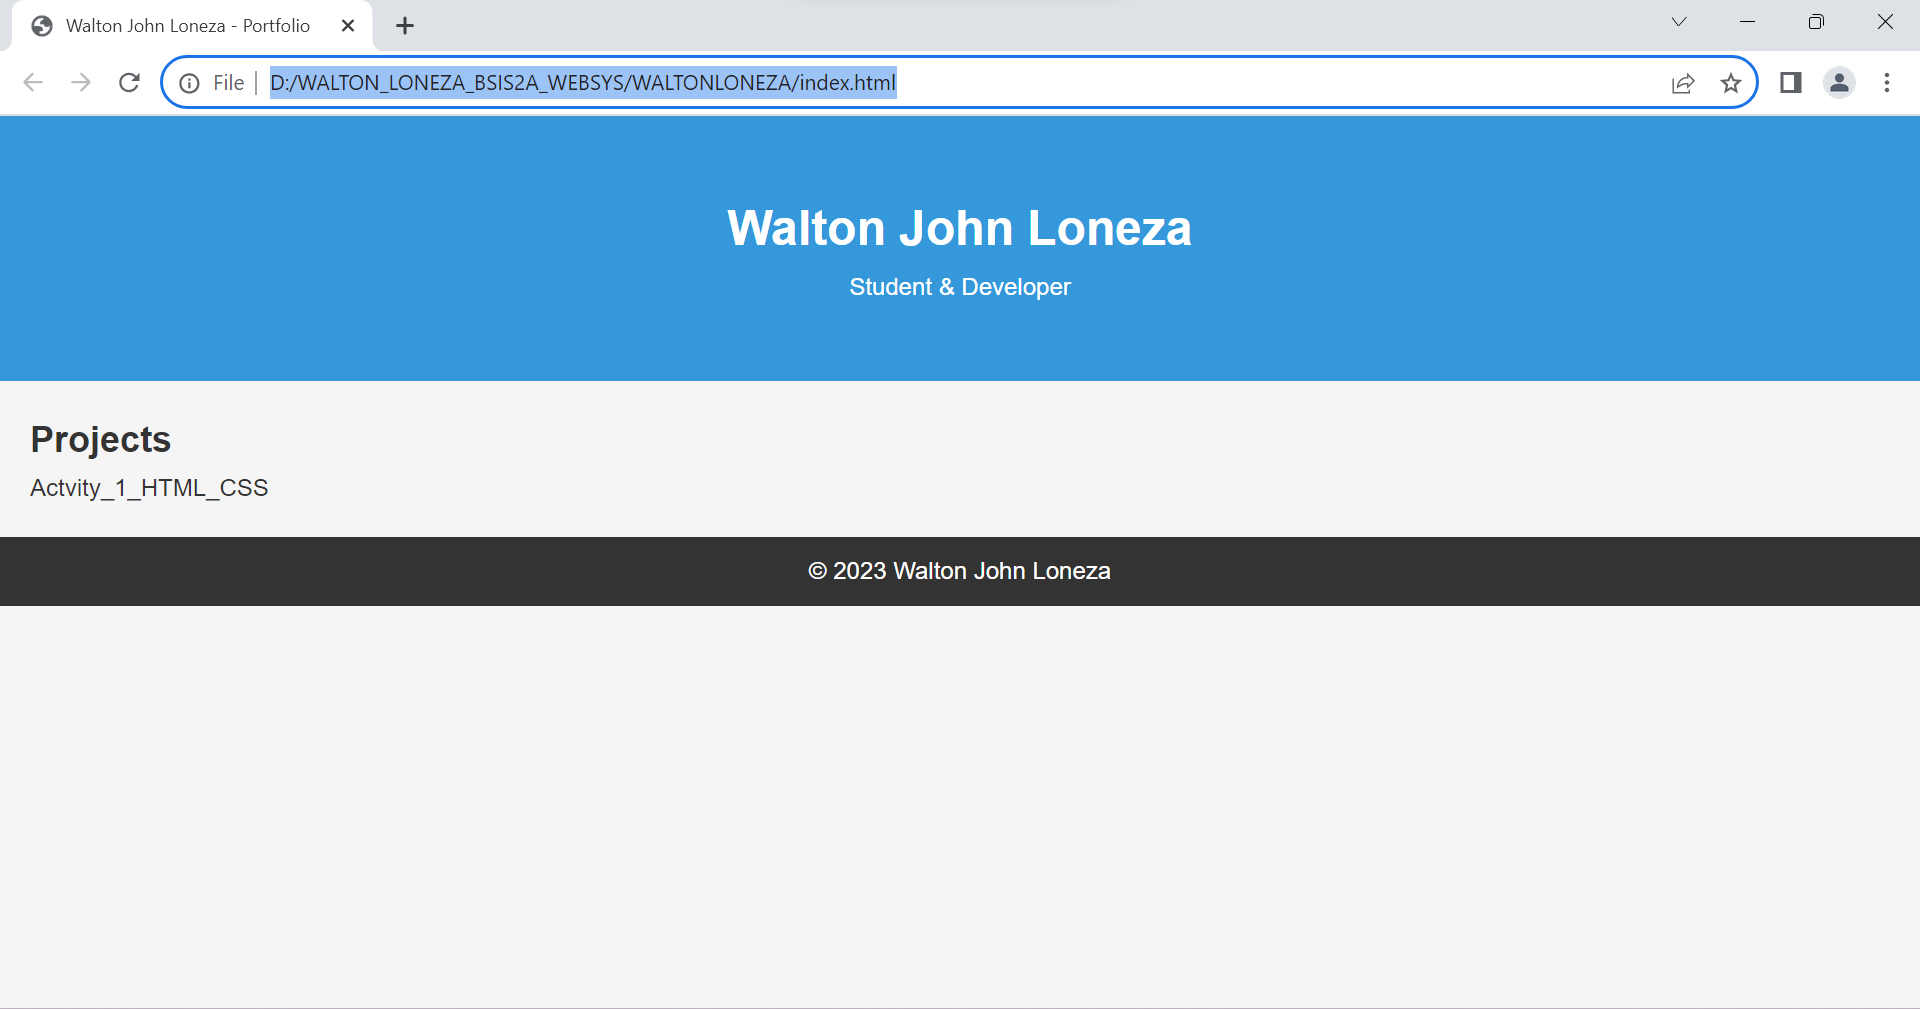 Walton John Loneza - Portfolio
File | D:/WALTON_LONEZA_BSIS2A_WEBSYS/WALTONLONEZA/index.html
Walton John Loneza
Student & Developer
Projects
Actvity_1_HTML_CSS
© 2023 Walton John Loneza